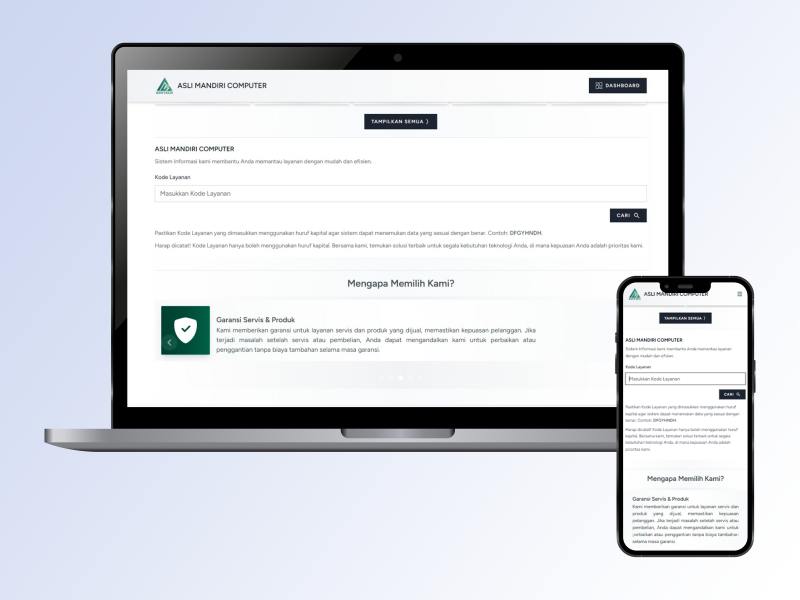 ASLI MANDIRI COMPUTER
DASHBOARD
TAMPILKAN SEMUA
ASLI MANDIRI COMPUTER
Sistem Informasi kami membantu Anda memantau layanan dengan mudah dan efisien.
Kode Layanan
Masukkan Kode Layanan
CARI
Pastikan Kode Layanan yang dimasukkan menggunakan huruf kapital agar sistem dapat menemukan data yang sesuai dengan benar. Contoh: DFGYHNDH.
Harap dicatat! Kode Layanan hanya boleh menggunakan huruf kapital. Bersama kami, temukan solusi terbaik untuk segala kebutuhan teknologi Anda, di mana kepuasan Anda adalah prioritas kami.
Mengapa Memilih Kami?
Garansi Servis & Produk
Kami memberikan garansi untuk layanan servis dan produk yang dijual, memastikan kepuasan pelanggan. Jika
terjadi masalah setelah servis atau pembelian, Anda dapat mengandalkan kami untuk perbaikan atau
penggantian tanpa biaya tambahan selama masa garansi.
ASLI MANDIRI COMPUTER
TAMPILKAN SEMUA
ASLI MANDIRI COMPUTER
Sistem Informasi kami membantu Anda memantau layanan
dengan mudah dan efisien.
Kode Layanan
Masukkan Kode Layanan
CARI
Pastikan Kode Layanan yang dimasukkan menggunakan huruf
kapital agar sistem dapat menemukan data yang sesuai dengan
benar. Contoh: DFGYHNDH.
Harap dicatat! Kode Layanan hanya boleh menggunakan huruf
kapital. Bersama kami, temukan solusi terbaik untuk segala
kebutuhan teknologi Anda, di mana kepuasan Anda adalah
prioritas kami.
Mengapa Memilih Kami?
Garansi Servis & Produk
Kami memberikan garansi untuk layanan servis dan
produk yang dijual, memastikan kepuasan
pelanggan. Jika terjadi masalah setelah servis atau
pembelian, Anda dapat mengandalkan kami untuk
perbaikan atau penggantian tanpa biaya tambahan
selama masa garansi.